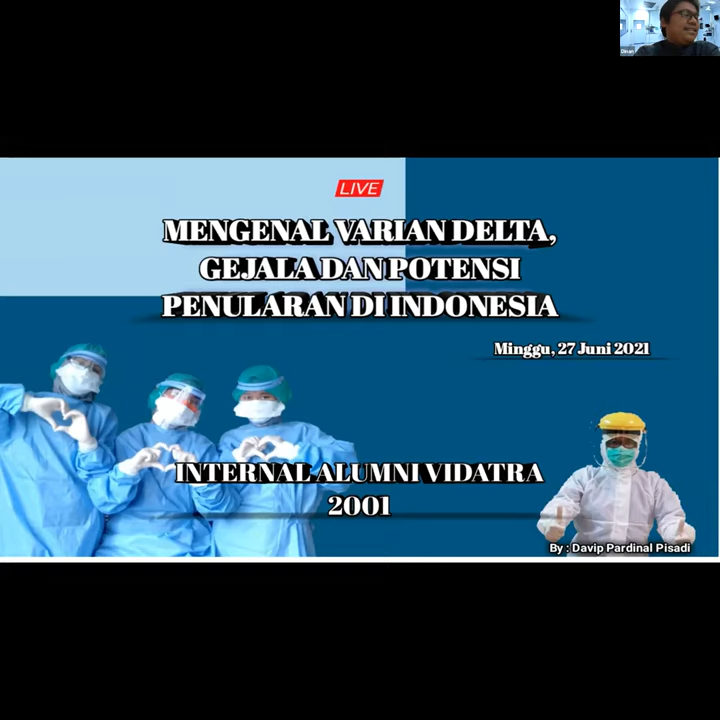 Dinan
LIVE
MENGENAL VARIAN DELTA,
GEJALA DAN POTENSI
PENULARAN DI INDONESIA
Minggu, 27 Juni 2021
INTERNAL ALUMNI VIDATRA
2001
By : Davip Pardinal Pisadi